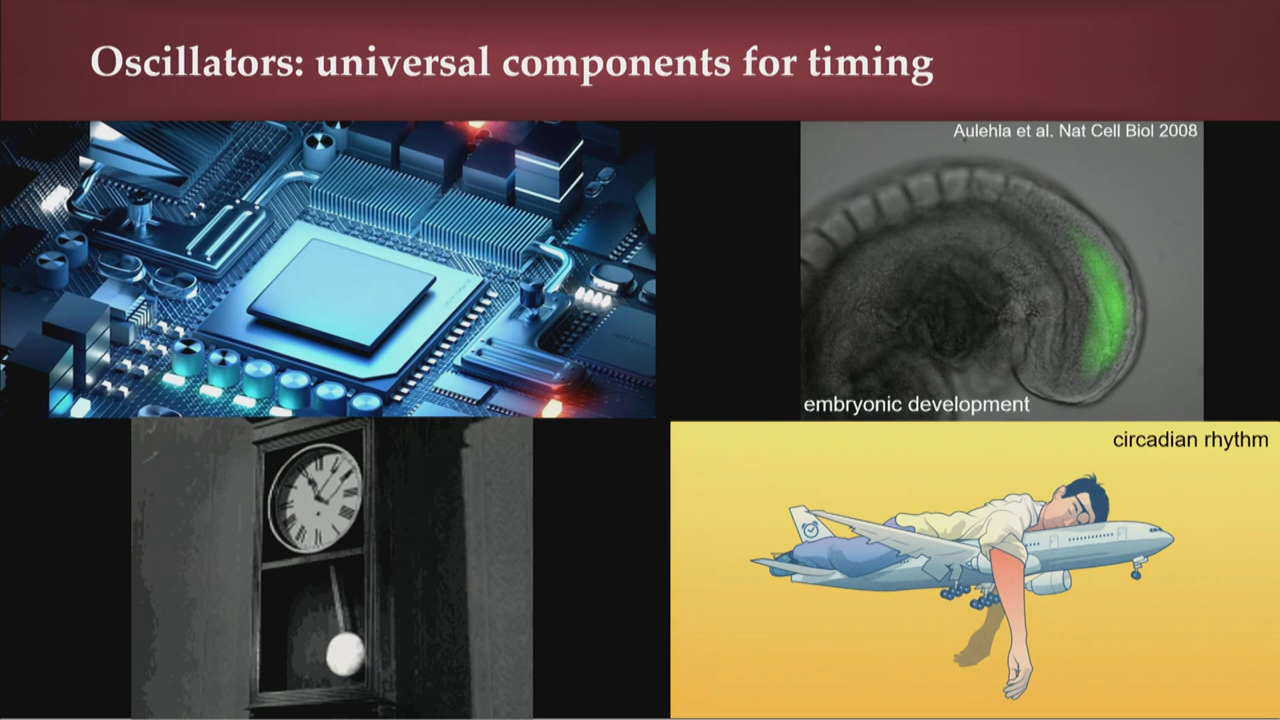 Oscillators: universal components for timing
Aulehla et al. Nat Cell Biol 2008
embryonic development
circadian rhythm